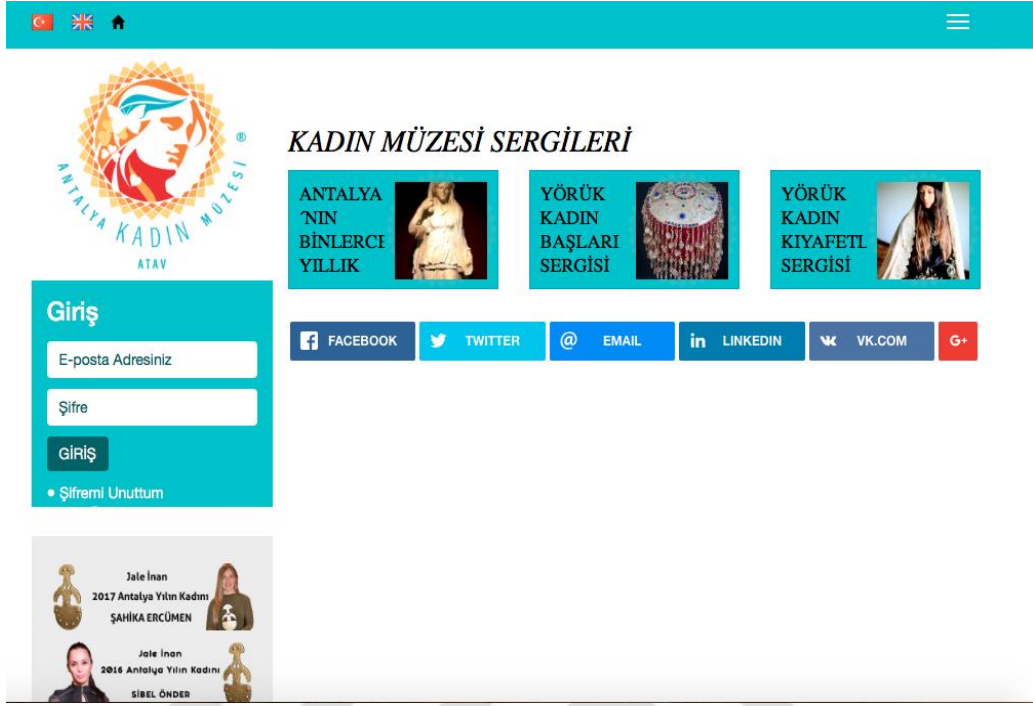 ANTALYA KADIN MÜZESİ ®
ATAV
KADIN MÜZESİ SERGİLERİ
ANTALYA
´NIN
BİNLERCE
YILLIK
YÖRÜK
KADIN
BAŞLARI
SERGİSİ
YÖRÜK
KADIN
KIYAFETL
SERGİSİ
Giriş
E-posta Adresiniz
Şifre
GİRİŞ
Şifremi Unuttum
FACEBOOK
TWITTER
@ EMAIL
in LINKEDIN
VK.COM
G+
Jale İnan
2017 Antalya Yılın Kadını
ŞAHİKA ERCÜMEN
Jale İnan
2016 Antalya Yılın Kadını
SİBEL ÖNDER